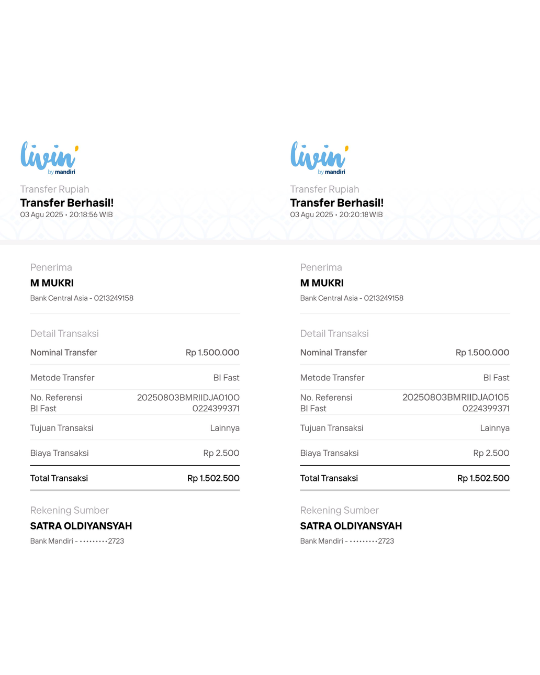 livin'
by mandiri
Transfer Rupiah
Transfer Berhasil!
03 Agu 2025 • 20:18:56 WIB
Penerima
M MUKRI
Bank Central Asia - 0213249158
Detail Transaksi
Nominal Transfer Rp 1.500.000
Metode Transfer BI Fast
No. Referensi 20250803BMRIIDJA0100
BI Fast 0224399371
Tujuan Transaksi Lainnya
Biaya Transaksi Rp 2.500
Total Transaksi Rp 1.502.500
Rekening Sumber
SATRA OLDIYANSYAH
Bank Mandiri - •••••••••2723
livin'
by mandiri
Transfer Rupiah
Transfer Berhasil!
03 Agu 2025 • 20:20:18 WIB
Penerima
M MUKRI
Bank Central Asia - 0213249158
Detail Transaksi
Nominal Transfer Rp 1.500.000
Metode Transfer BI Fast
No. Referensi 20250803BMRIIDJA0105
BI Fast 0224399371
Tujuan Transaksi Lainnya
Biaya Transaksi Rp 2.500
Total Transaksi Rp 1.502.500
Rekening Sumber
SATRA OLDIYANSYAH
Bank Mandiri - •••••••••2723